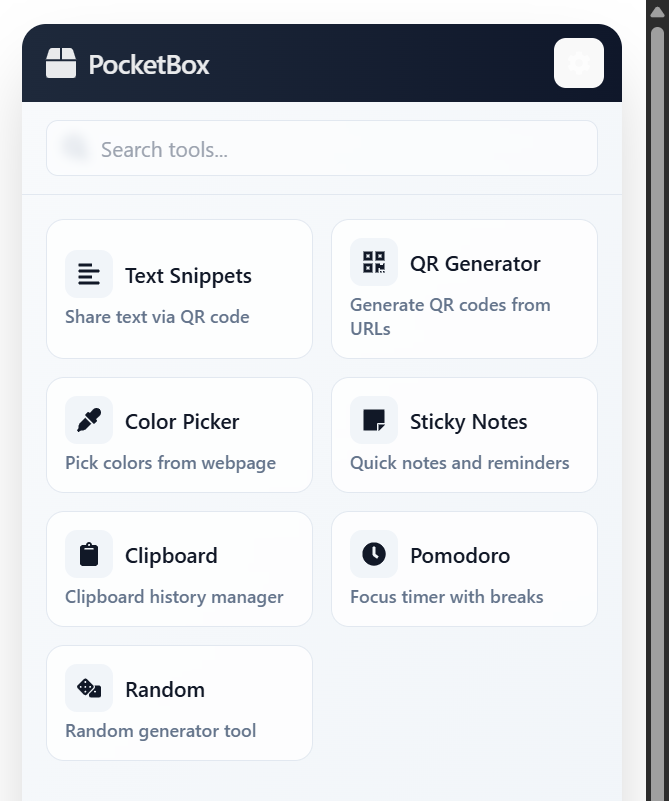 PocketBox
Search tools...
Text Snippets
Share text via QR code
QR Generator
Generate QR codes from
URLs
Color Picker
Pick colors from webpage
Sticky Notes
Quick notes and reminders
Clipboard
Clipboard history manager
Pomodoro
Focus timer with breaks
Random
Random generator tool